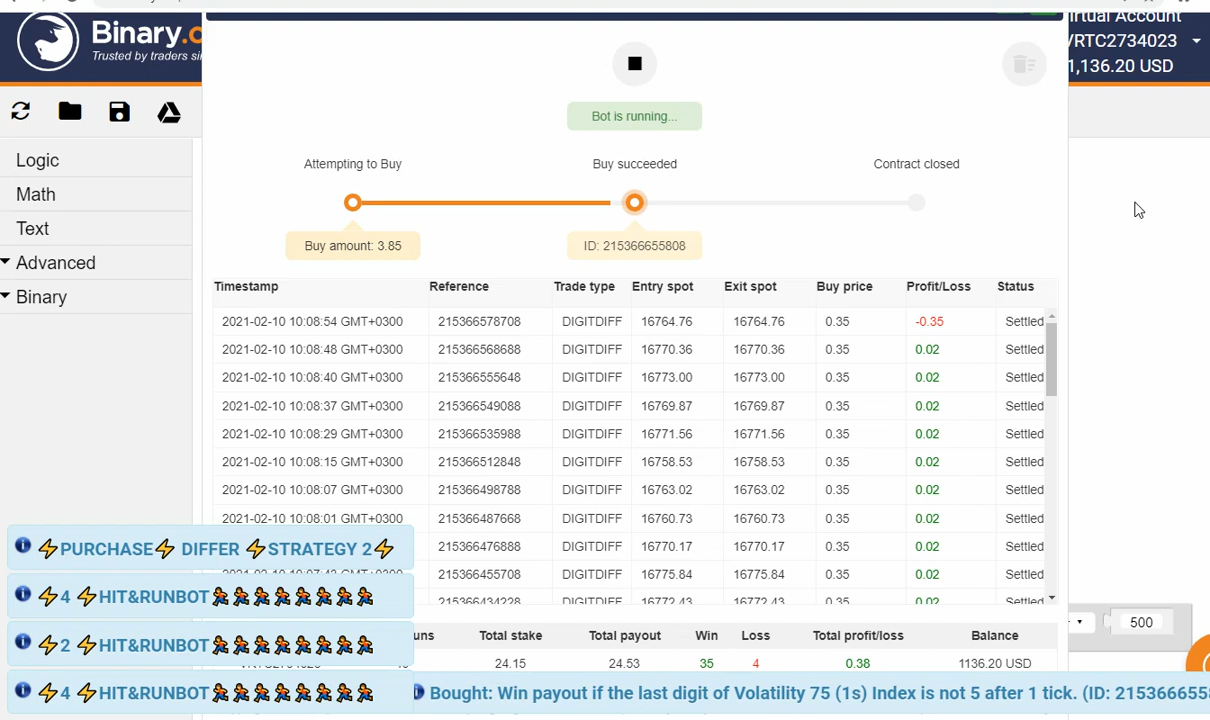 Binary.
Trusted by traders
Virtual Account
VRTC2734023
1,136.20 USD
Bot is running...
Attempting to Buy
Buy succeeded
Contract closed
Buy amount: 3.85
ID: 215366655808
Logic
Math
Text
Advanced
Binary
Timestamp Reference Trade type Entry spot Exit spot Buy price Profit/Loss Status
2021-02-10 10:08:54 GMT+0300 215366578708 DIGITDIFF 16764.76 16764.76 0.35 -0.35 Settled
2021-02-10 10:08:48 GMT+0300 215366568688 DIGITDIFF 16770.36 16770.36 0.35 0.02 Settled
2021-02-10 10:08:40 GMT+0300 215366555648 DIGITDIFF 16773.00 16773.00 0.35 0.02 Settled
2021-02-10 10:08:37 GMT+0300 215366549088 DIGITDIFF 16769.87 16769.87 0.35 0.02 Settled
2021-02-10 10:08:29 GMT+0300 215366535988 DIGITDIFF 16771.56 16771.56 0.35 0.02 Settled
2021-02-10 10:08:15 GMT+0300 215366512848 DIGITDIFF 16758.53 16758.53 0.35 0.02 Settled
2021-02-10 10:08:07 GMT+0300 215366498788 DIGITDIFF 16763.02 16763.02 0.35 0.02 Settled
2021-02-10 10:08:01 GMT+0300 215366487668 DIGITDIFF 16760.73 16760.73 0.35 0.02 Settled
215366476888 DIGITDIFF 16770.17 16770.17 0.35 0.02 Settled
215366455708 DIGITDIFF 16775.84 16775.84 0.35 0.02 Settled
215366434228 DIGITDIFF 16772.43 16772.43 0.35 0.02 Settled
⚡PURCHASE⚡ DIFFER ⚡STRATEGY 2⚡
⚡4 ⚡HIT&RUNBOT🏃🏃🏃🏃🏃🏃🏃🏃
⚡2 ⚡HIT&RUNBOT🏃🏃🏃🏃🏃🏃🏃🏃
⚡4 ⚡HIT&RUNBOT🏃🏃🏃🏃🏃🏃🏃🏃
500
Total stake Total payout Win Loss Total profit/loss Balance
24.15 24.53 35 4 0.38 1136.20 USD
Bought: Win payout if the last digit of Volatility 75 (1s) Index is not 5 after 1 tick. (ID: 2153666558